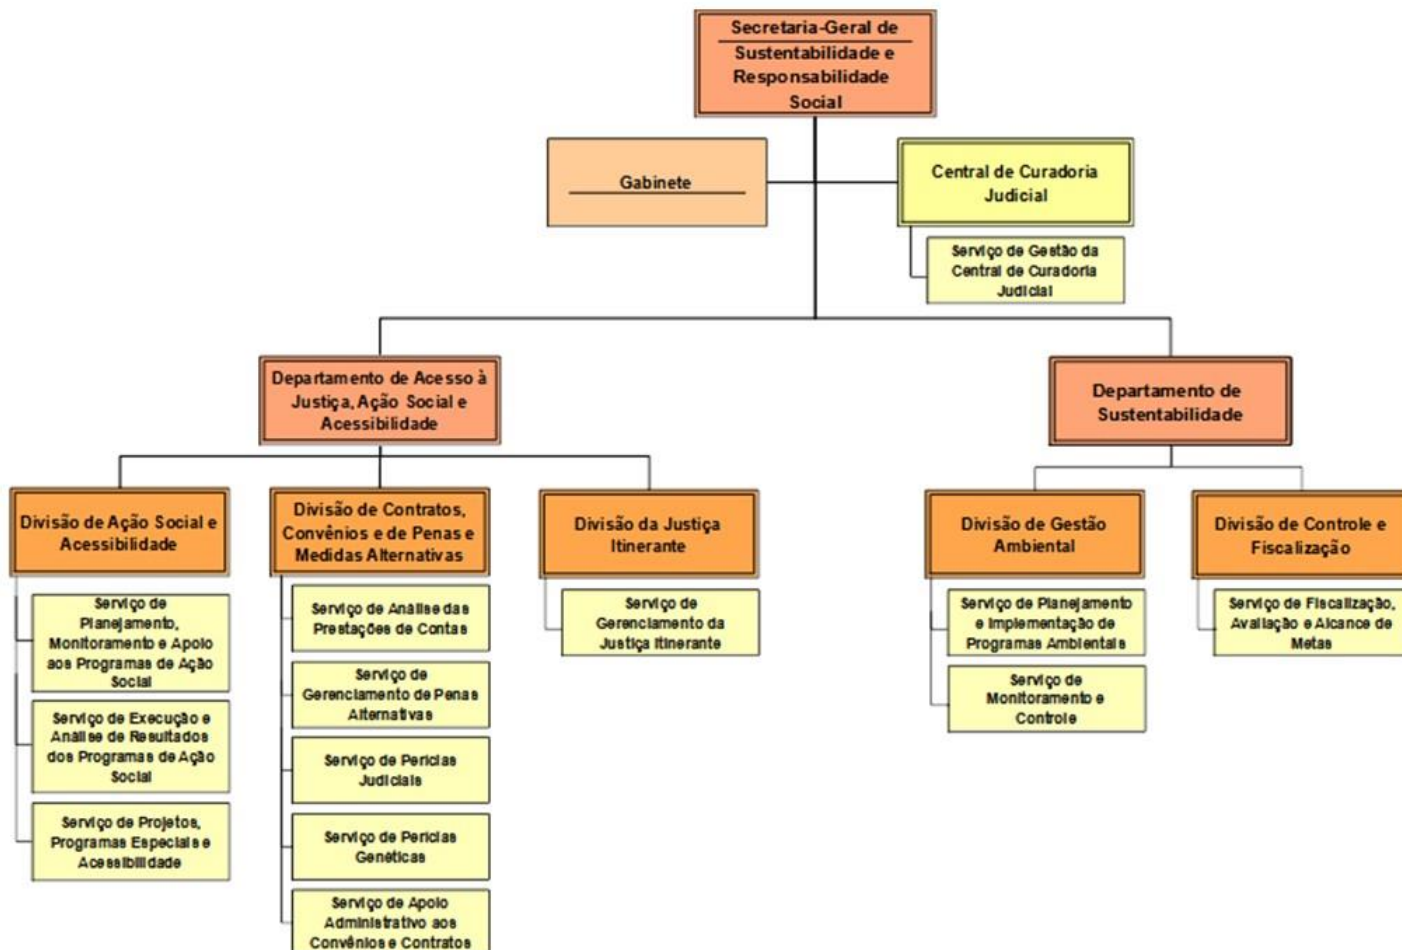 Secretaria-Geral de
Sustentabilidade e
Responsabilidade
Social
Gabinete
Central de Curadoria
Judicial
Serviço de Gestão da
Central de Curadoria
Judicial
Departamento de Acesso à
Justiça, Ação Social e
Acessibilidade
Departamento de
Sustentabilidade
Divisão de Ação Social e
Acessibilidade
Divisão de Contratos,
Convênios e de Penas e
Medidas Alternativas
Divisão da Justiça
Itinerante
Divisão de Gestão
Ambiental
Divisão de Controle e
Fiscalização
Serviço de
Planejamento,
Monitoramento e Apoio
aos Programas de Ação
Social
Serviço de Execução e
Análise de Resultados
dos Programas de Ação
Social
Serviço de Projetos,
Programas Especiais e
Acessibilidade
Serviço de Análise das
Prestações de Contas
Serviço de
Gerenciamento de Penas
Alternativas
Serviço de Perícias
Judiciais
Serviço de Perícias
Genéticas
Serviço de Apoio
Administrativo aos
Convênios e Contratos
Serviço de
Gerenciamento da
Justiça Itinerante
Serviço de Planejamento
e Implementação de
Programas Ambientais
Serviço de
Monitoramento e
Controle
Serviço de Fiscalização,
Avaliação e Alcance de
Metas